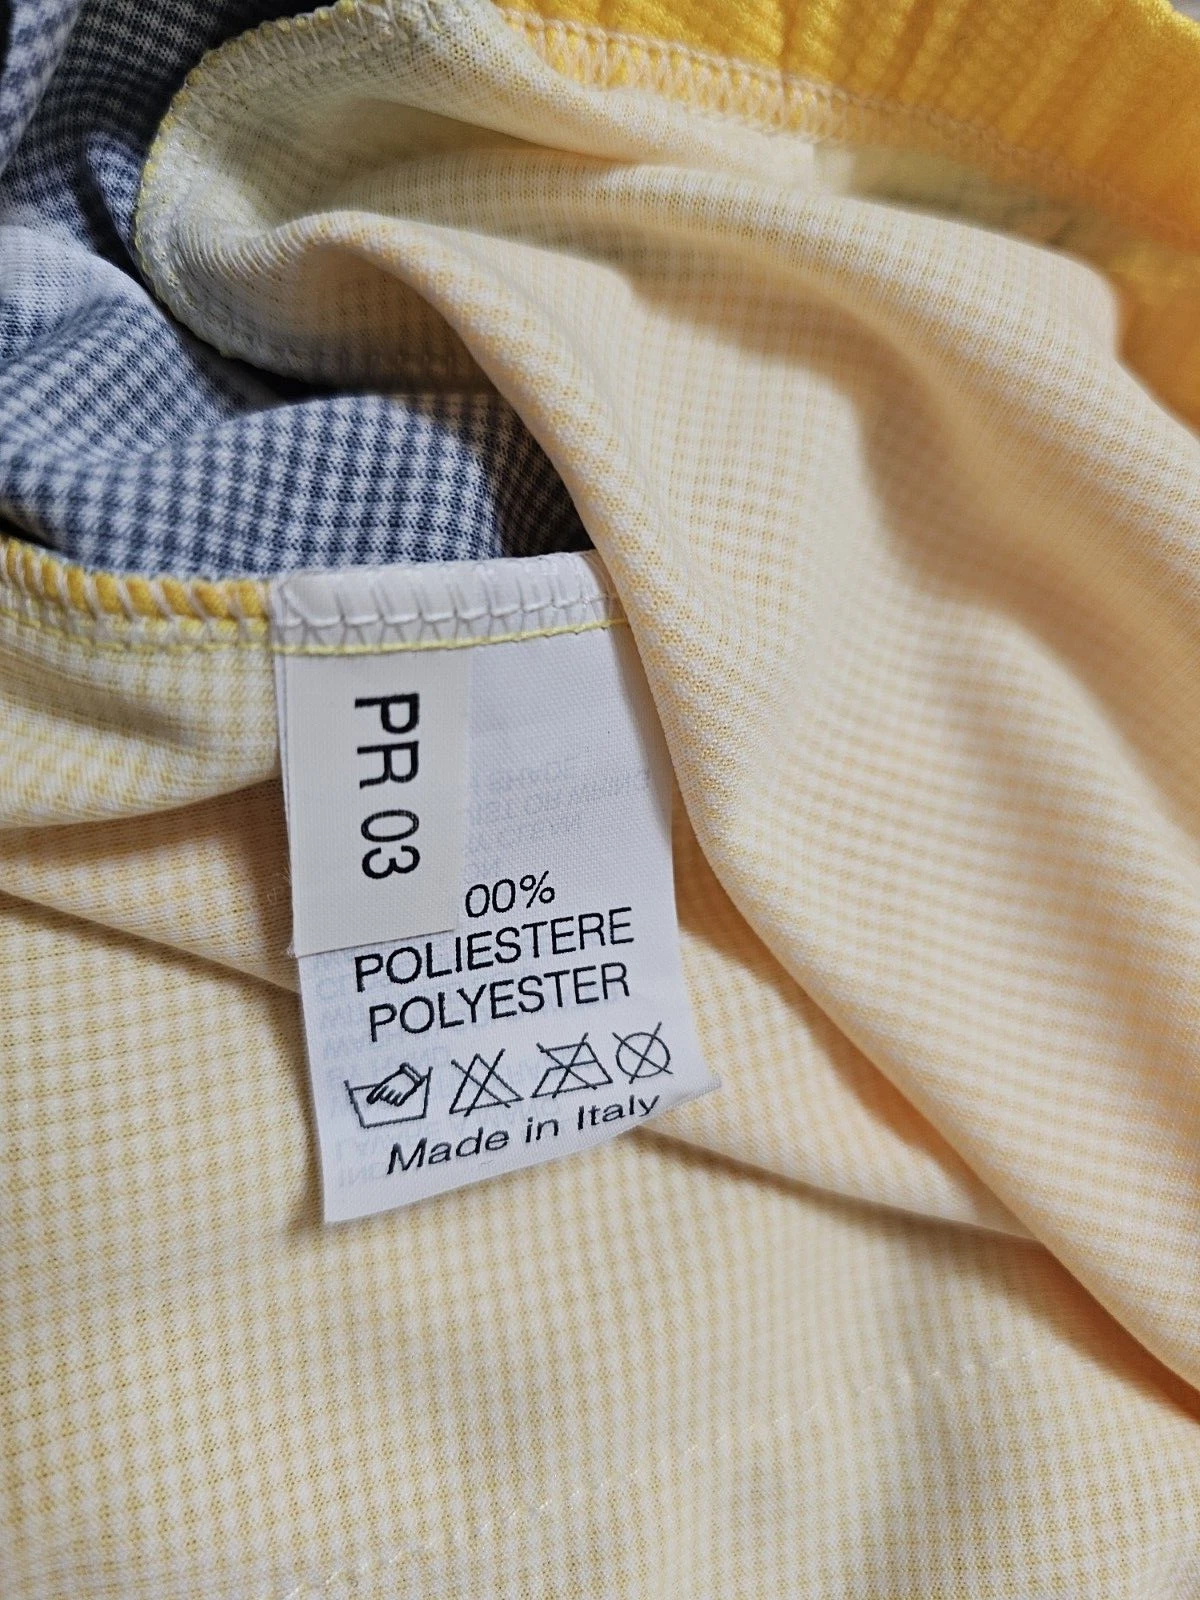 PR 03
00%
POLIESTERE
POLYESTER
Made in Italy